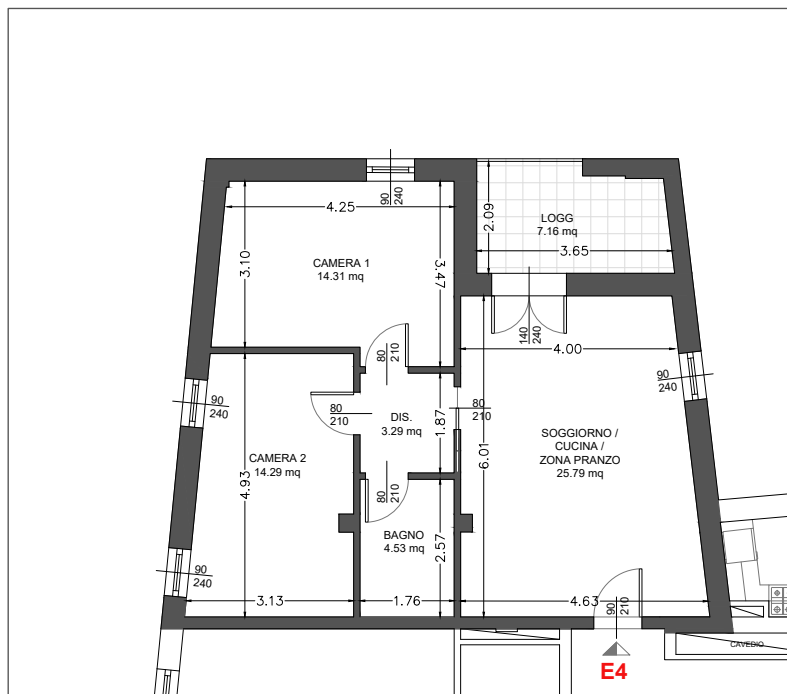 90
240
4.25
LOGG
7.16 mq
2.09
3.65
CAMERA 1
14.31 mq
3.10
3.47
140
240
4.00
90
240
80
210
80
210
80
210
90
240
DIS.
3.29 mq
1.87
SOGGIORNO /
CUCINA /
ZONA PRANZO
25.79 mq
6.01
CAMERA 2
14.29 mq
4.93
80
210
BAGNO
4.53 mq
2.57
90
240
3.13
1.76
4.63
90
210
CAVEDIO
E4